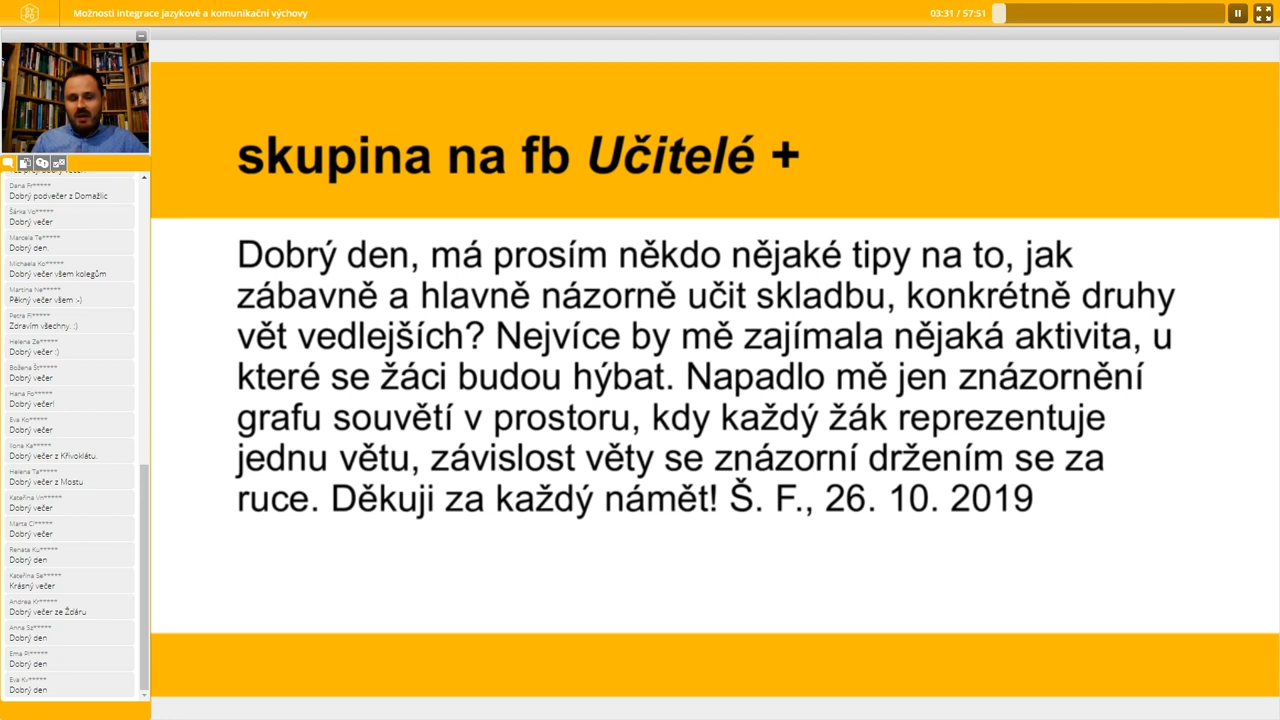 Možnosti integrace jazykové a komunikační výchovy
03:31 / 57:51
skupina na fb Učitelé +
Dobrý den, má prosím někdo nějaké tipy na to, jak
zábavně a hlavně názorně učit skladbu, konkrétně druhy
vět vedlejších? Nejvíce by mě zajímala nějaká aktivita, u
které se žáci budou hýbat. Napadlo mě jen znázornění
grafu souvětí v prostoru, kdy každý žák reprezentuje
jednu větu, závislost věty se znázorní držením se za
ruce. Děkuji za každý námět! Š. F., 26. 10. 2019
Dana Fr*****
Dobrý podvečer z Domažlic
Šárka Vo*****
Dobrý večer
Marcela Te*****
Dobrý den.
Michaela Ko*****
Dobrý večer všem kolegům
Martina Ne*****
Pěkný večer všem :-)
Petra Fi*****
Zdravím všechny. :)
Helena Ze*****
Dobrý večer :)
Božena Št*****
Dobrý večer
Hana Fo*****
Dobrý večer!
Eva Ko*****
Dobrý večer
Ilona Ka*****
Dobrý večer z Křivoklátu.
Helena Ta*****
Dobrý večer z Mostu
Kateřina Vn*****
Dobrý večer
Marta Ci*****
Dobrý večer
Renata Ku*****
Dobrý den
Kateřina Se*****
Krásný večer
Andrea Kr*****
Dobrý večer ze Žďáru
Anna Sz*****
Dobrý den
Ema Pi*****
Dobrý den
Eva Kv*****
Dobrý den